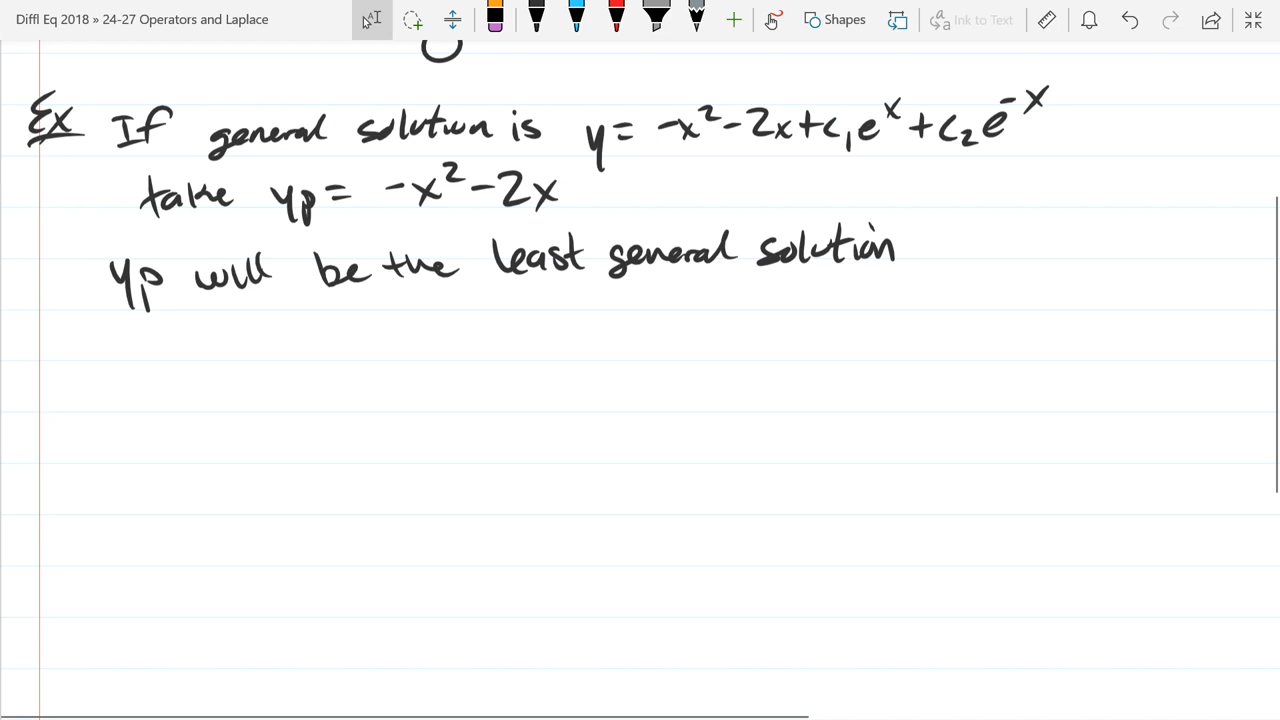 Diffl Eq 2018 » 24-27 Operators and Laplace Shapes Ink to Text
Ex If general solution is y = -x² - 2x + c₁eˣ + c₂e⁻ˣ
take yp = -x² - 2x
yp will be the least general solution